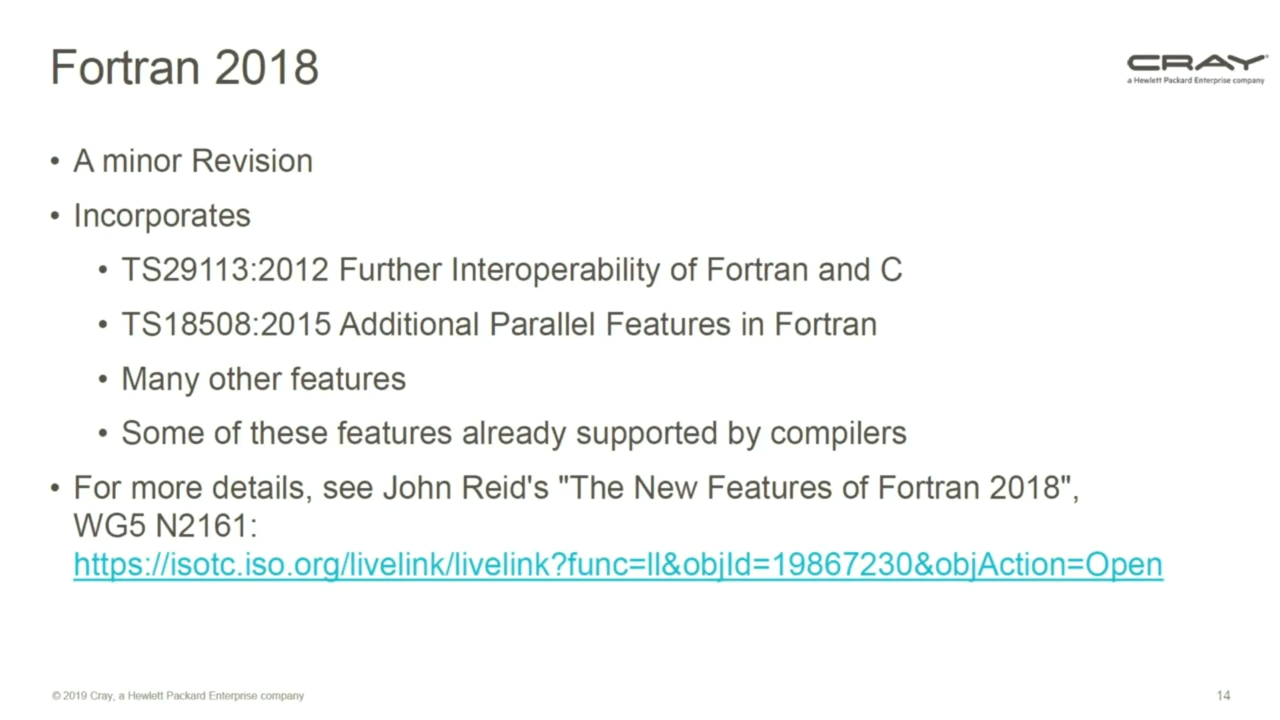 Fortran 2018
CRAY
a Hewlett Packard Enterprise company
• A minor Revision
• Incorporates
• TS29113:2012 Further Interoperability of Fortran and C
• TS18508:2015 Additional Parallel Features in Fortran
• Many other features
• Some of these features already supported by compilers
• For more details, see John Reid's "The New Features of Fortran 2018",
WG5 N2161:
https://isotc.iso.org/livelink/livelink?func=ll&objId=19867230&objAction=Open
© 2019 Cray, a Hewlett Packard Enterprise company
14